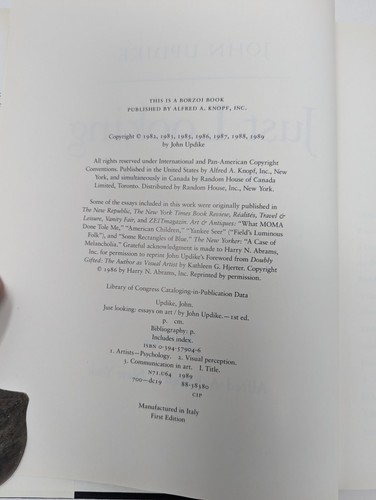 THIS IS A BORZOI BOOK
PUBLISHED BY ALFRED A. KNOPF, INC.
Copyright © 1982, 1983, 1985, 1986, 1987, 1988, 1989
by John Updike
All rights reserved under International and Pan-American Copyright
Conventions. Published in the United States by Alfred A. Knopf, Inc., New
York, and simultaneously in Canada by Random House of Canada
Limited, Toronto. Distributed by Random House, Inc., New York.
Some of the essays included in this work were originally published in
The New Republic, The New York Times Book Review, Réalités, Travel &
Leisure, Vanity Fair, and ZEITmagazin. Art & Antiques: "What MOMA
Done Tole Me," "American Children," "Yankee Seer" ("Field's Luminous
Folk"), and "Some Rectangles of Blue." The New Yorker: "A Case of
Melancholia." Grateful acknowledgment is made to Harry N. Abrams,
Inc. for permission to reprint John Updike's Foreword from Doubly
Gifted: The Author as Visual Artist by Kathleen G. Hjerter. Copyright
© 1986 by Harry N. Abrams, Inc.
Library of Congress Cataloging-in-Publication Data
Updike, John.
Just looking: essays on art / by John Updike.—1st ed.
p. cm.
Bibliography: p.
Includes index.
ISBN 0-394-57904-6
1. Artists—Psychology. 2. Visual perception.
3. Communication in art. I. Title.
N71.U64 1989
700—dc19 88-38380
CIP
Manufactured in Italy
First Edition